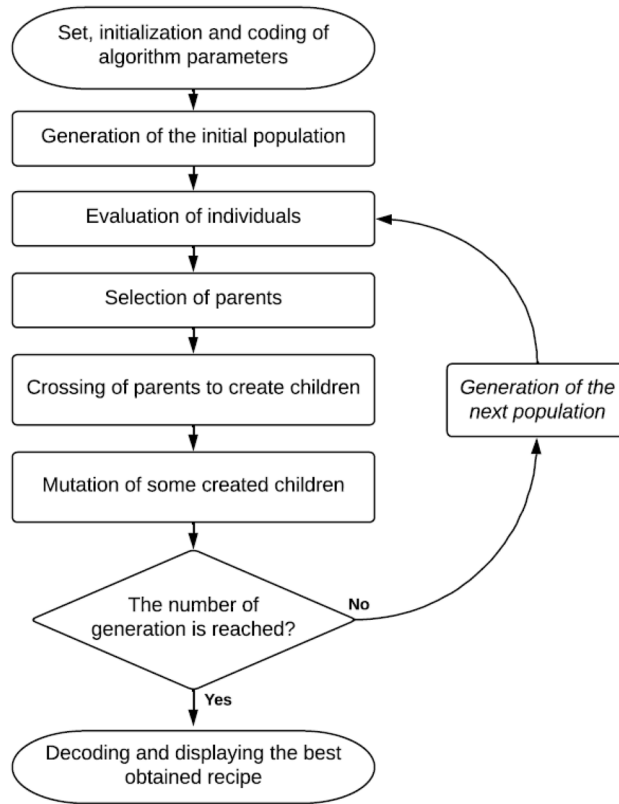 Set, initialization and coding of
algorithm parameters
Generation of the initial population
Evaluation of individuals
Selection of parents
Crossing of parents to create children
Generation of the
next population
Mutation of some created children
The number of
generation is reached?
No
Yes
Decoding and displaying the best
obtained recipe